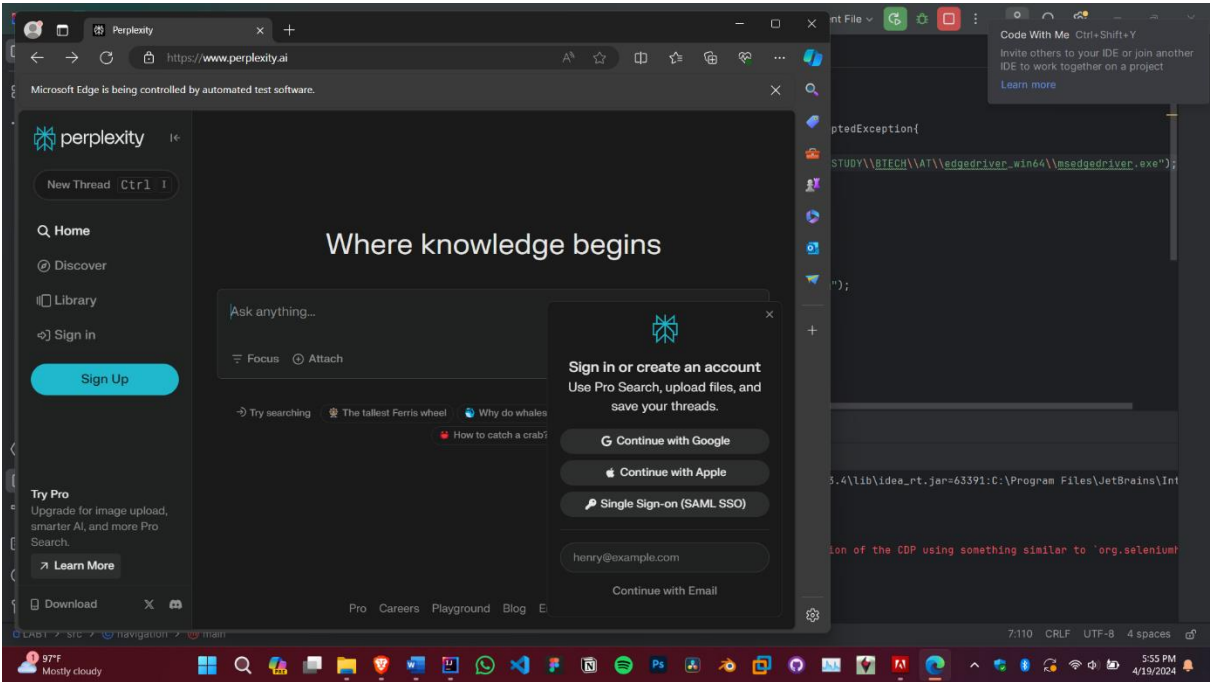 Perplexity
https://www.perplexity.ai
Microsoft Edge is being controlled by automated test software.
perplexity
New Thread Ctrl I
Home
Discover
Library
Sign in
Sign Up
Try Pro
Upgrade for image upload,
smarter AI, and more Pro
Search.
Learn More
Download
Where knowledge begins
Ask anything...
Focus Attach
Try searching The tallest Ferris wheel Why do whales
How to catch a crab?
Pro Careers Playground Blog
Sign in or create an account
Use Pro Search, upload files, and
save your threads.
Continue with Google
Continue with Apple
Single Sign-on (SAML SSO)
henry@example.com
Continue with Email
nt File
Code With Me Ctrl+Shift+Y
Invite others to your IDE or join another
IDE to work together on a project
Learn more
ptedException{
STUDY\\BTECH\\AT\\edgedriver_win64\\msedgedriver.exe");
");
3.4\lib\idea_rt.jar=63391:C:\Program Files\JetBrains\Int
ion of the CDP using something similar to `org.seleniumh
LAB1 > src > navigation > main
7:110 CRLF UTF-8 4 spaces
1
97°F
Mostly cloudy
5:55 PM
4/19/2024